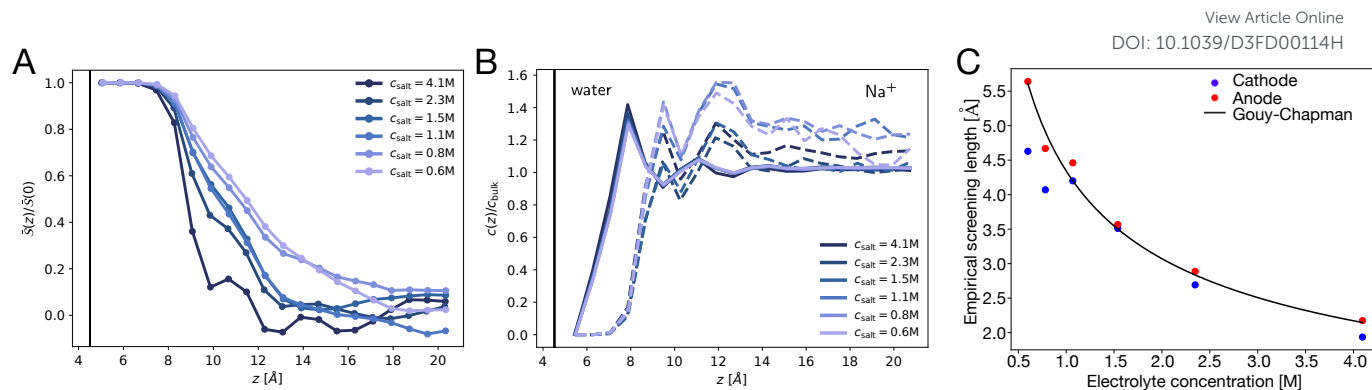 View Article Online
DOI: 10.1039/D3FD00114H
A
1.0
0.8
0.6
0.4
0.2
0.0
s̄(z)/s̄(0)
4 6 8 10 12 14 16 18 20
z [Å]
c_salt = 4.1M
c_salt = 2.3M
c_salt = 1.5M
c_salt = 1.1M
c_salt = 0.8M
c_salt = 0.6M
B
1.6
1.4
1.2
1.0
0.8
0.6
0.4
0.2
0.0
c(z)/c_bulk
water
Na⁺
c_salt = 4.1M
c_salt = 2.3M
c_salt = 1.5M
c_salt = 1.1M
c_salt = 0.8M
c_salt = 0.6M
4 6 8 10 12 14 16 18 20
z [Å]
C
Cathode
Anode
Gouy-Chapman
5.5
5.0
4.5
4.0
3.5
3.0
2.5
2.0
Empirical screening length [Å]
0.5 1.0 1.5 2.0 2.5 3.0 3.5 4.0
Electrolyte concentration [M]